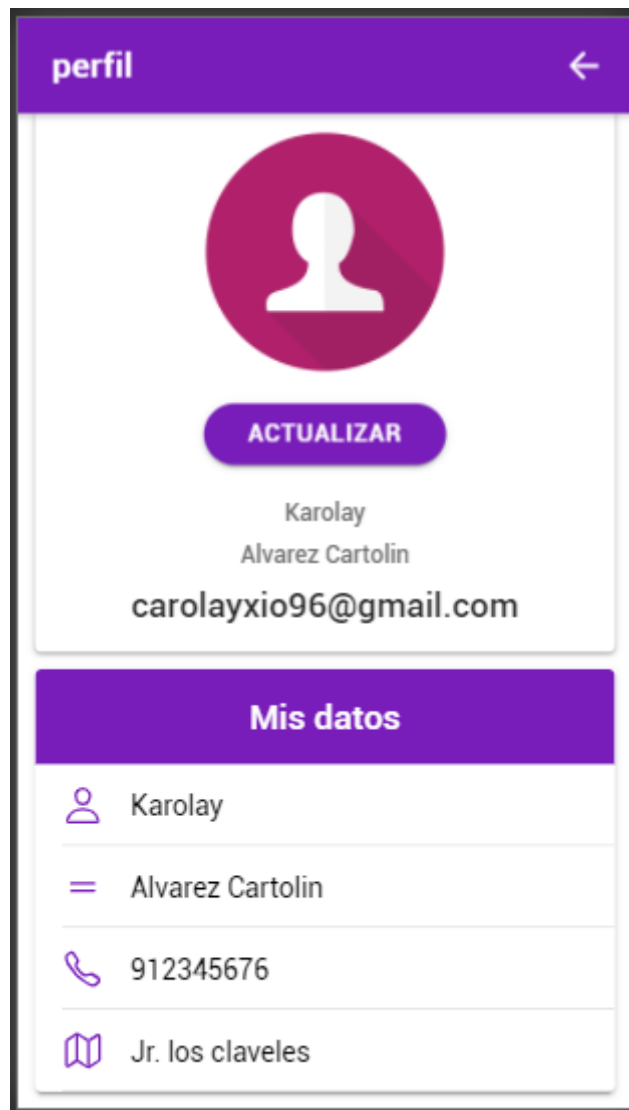 perfil
ACTUALIZAR
Karolay
Alvarez Cartolin
carolayxio96@gmail.com
Mis datos
Karolay
Alvarez Cartolin
912345676
Jr. los claveles